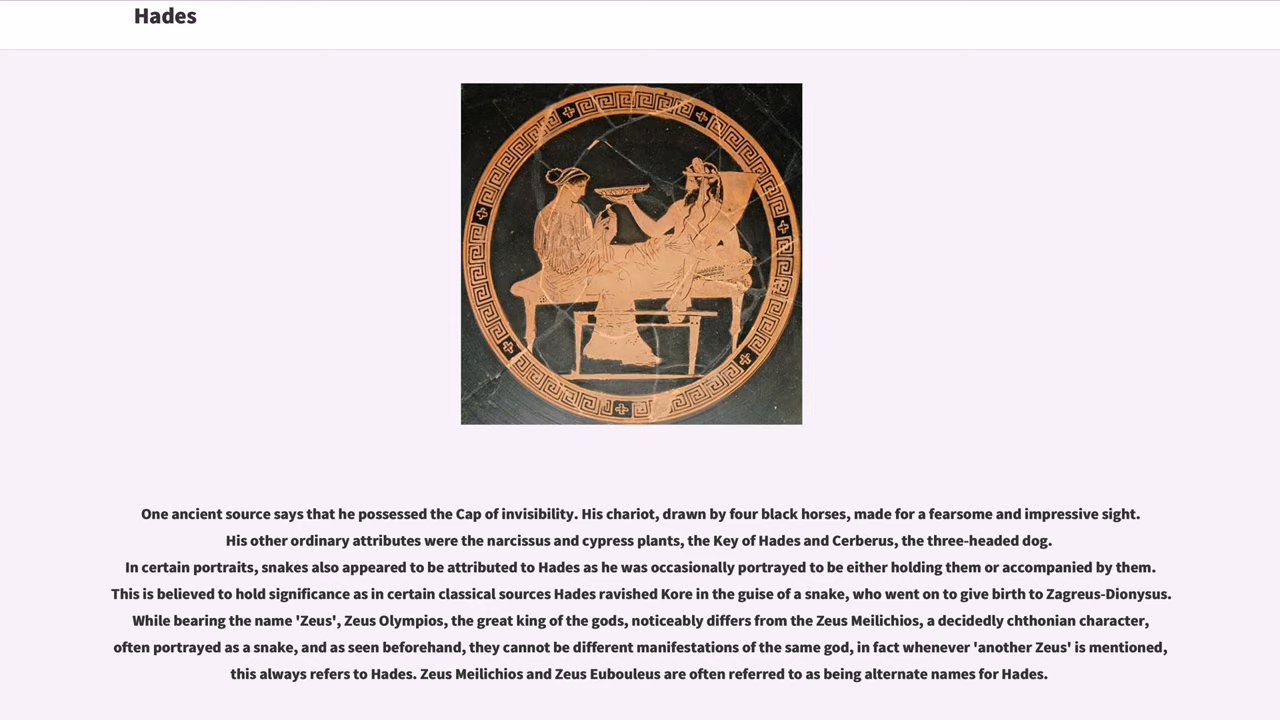 Hades
One ancient source says that he possessed the Cap of invisibility. His chariot, drawn by four black horses, made for a fearsome and impressive sight.
His other ordinary attributes were the narcissus and cypress plants, the Key of Hades and Cerberus, the three-headed dog.
In certain portraits, snakes also appeared to be attributed to Hades as he was occasionally portrayed to be either holding them or accompanied by them.
This is believed to hold significance as in certain classical sources Hades ravished Kore in the guise of a snake, who went on to give birth to Zagreus-Dionysus.
While bearing the name 'Zeus', Zeus Olympios, the great king of the gods, noticeably differs from the Zeus Meilichios, a decidedly chthonian character,
often portrayed as a snake, and as seen beforehand, they cannot be different manifestations of the same god, in fact whenever 'another Zeus' is mentioned,
this always refers to Hades. Zeus Meilichios and Zeus Eubouleus are often referred to as being alternate names for Hades.